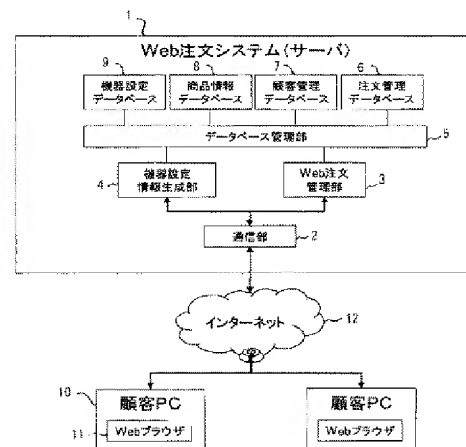 1
Web注文システム(サーバ)
9
8
7
6
機器設定
データベース
商品情報
データベース
顧客管理
データベース
注文管理
データベース
データベース管理部
5
4
機器設定
情報生成部
Web注文
管理部
3
通信部
2
インターネット
12
10
顧客PC
11
Webブラウザ
顧客PC
Webブラウザ